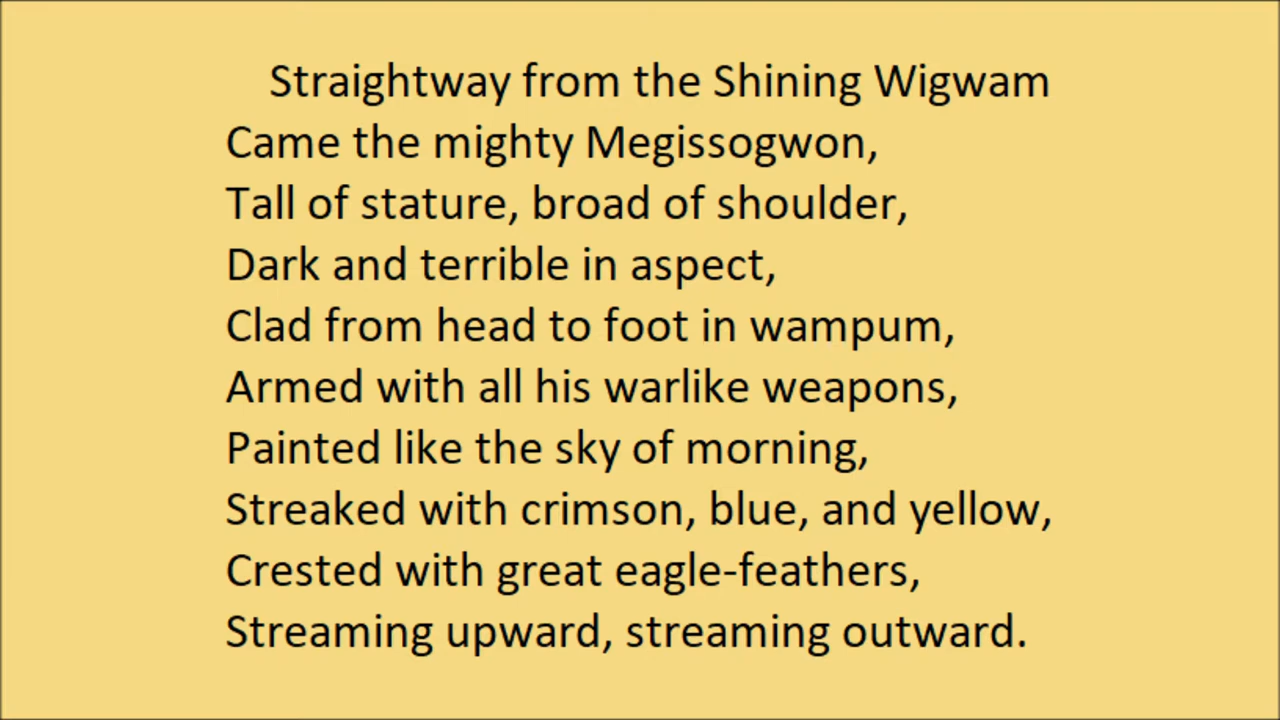 Straightway from the Shining Wigwam
Came the mighty Megissogwon,
Tall of stature, broad of shoulder,
Dark and terrible in aspect,
Clad from head to foot in wampum,
Armed with all his warlike weapons,
Painted like the sky of morning,
Streaked with crimson, blue, and yellow,
Crested with great eagle-feathers,
Streaming upward, streaming outward.